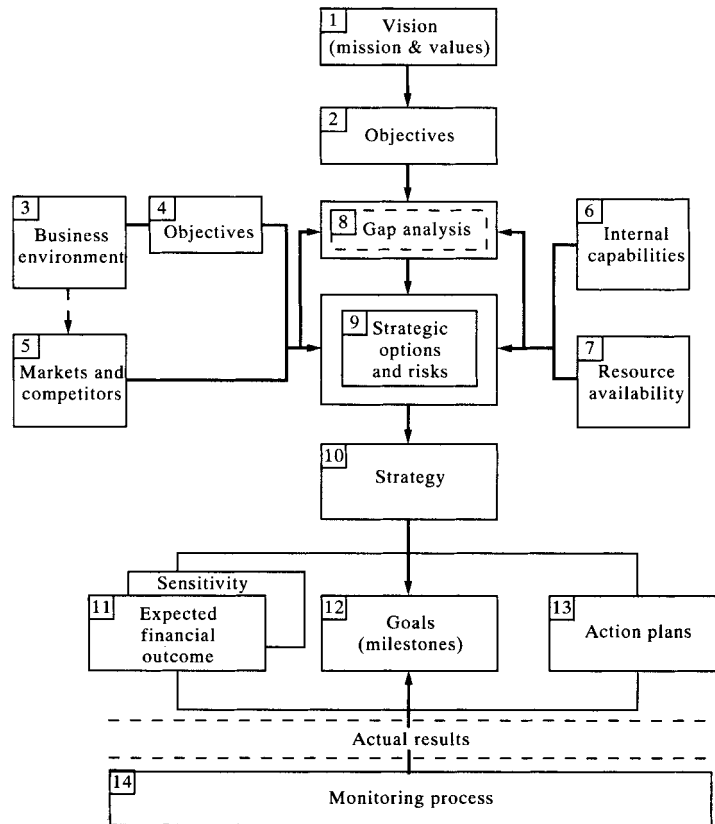 1
Vision
(mission & values)
2
Objectives
3
Business
environment
4
Objectives
5
Markets and
competitors
8
Gap analysis
9
Strategic
options
and risks
6
Internal
capabilities
7
Resource
availability
10
Strategy
Sensitivity
11
Expected
financial
outcome
12
Goals
(milestones)
13
Action plans
Actual results
14
Monitoring process